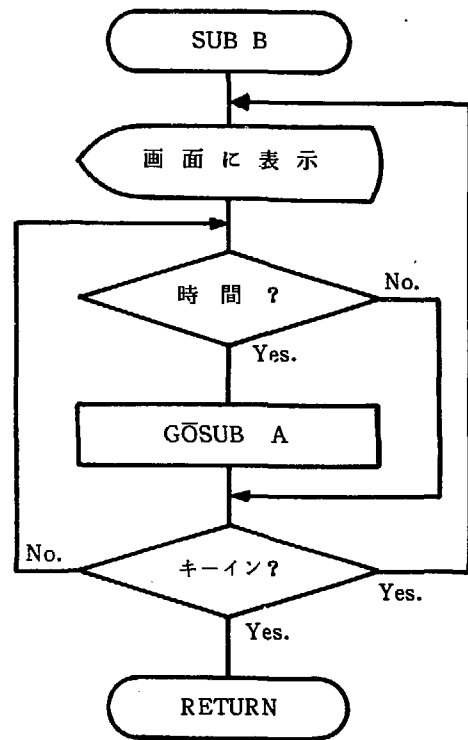 SUB B
画面に表示
時間？
No.
Yes.
GŌSUB A
No.
キーイン？
Yes.
Yes.
RETURN